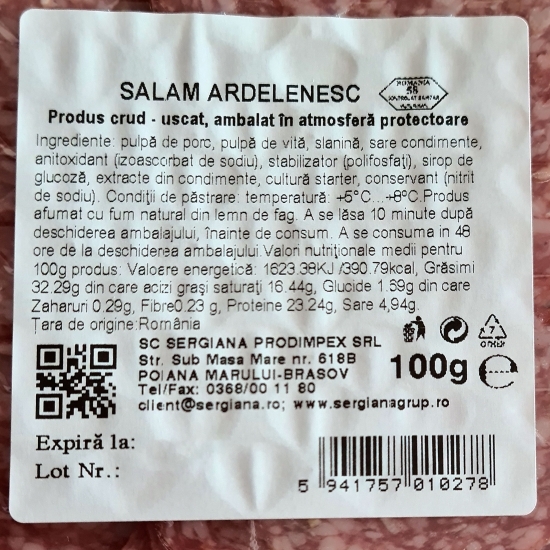 SALAM ARDELENESC
ROMANIA
58
CONTROLAT SANITAR
Produs crud - uscat, ambalat în atmosferă protectoare
Ingrediente: pulpă de porc, pulpă de vită, slanină, sare condimente,
anitoxidant (izoascorbat de sodiu), stabilizator (polifosfați), sirop de
glucoză, extracte din condimente, cultură starter, conservant (nitrit
de sodiu). Condiții de păstrare: temperatură: +5°C...+8°C.Produs
afumat cu fum natural din lemn de fag. A se lăsa 10 minute după
deschiderea ambalajului, înainte de consum. A se consuma in 48
ore de la deschiderea ambalajului.Valori nutriționale medii pentru
100g produs: Valoare energetică: 1623.38KJ /390.79kcal, Grăsimi
32.29g din care acizi grași saturați 16.44g, Glucide 1.59g din care
Zaharuri 0.29g, Fibre0.23 g, Proteine 23.24g, Sare 4,94g.
Țara de origine:România
SC SERGIANA PRODIMPEX SRL
Str. Sub Masa Mare nr. 618B
POIANA MARULUI-BRASOV
Tel/Fax: 0368/00 11 80
client@sergiana.ro; www.sergianagrup.ro
7
100g
Expiră la:
Lot Nr.:
5 941757 010278